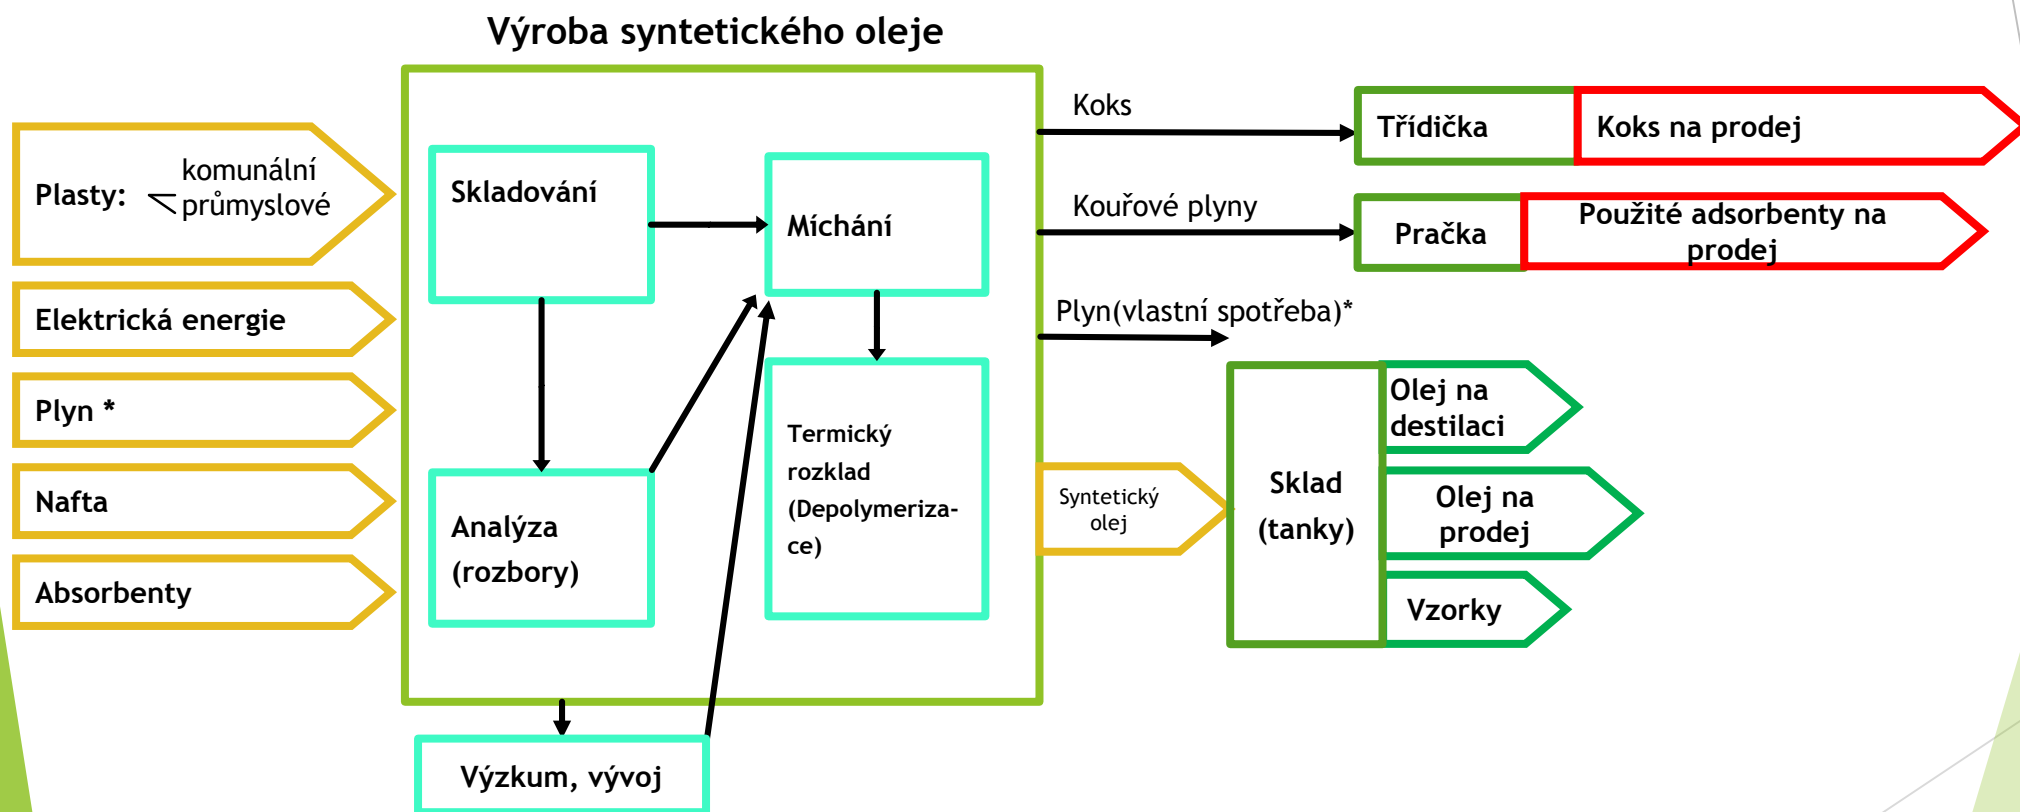 Výroba syntetického oleje
Plasty:
komunální
průmyslové
Elektrická energie
Plyn *
Nafta
Absorbenty
Skladování
Míchání
Analýza
(rozbory)
Termický
rozklad
(Depolymeriza-
ce)
Výzkum, vývoj
Koks
Třídička
Koks na prodej
Kouřové plyny
Pračka
Použité adsorbenty na
prodej
Plyn(vlastní spotřeba)*
Syntetický
olej
Sklad
(tanky)
Olej na
destilaci
Olej na
prodej
Vzorky